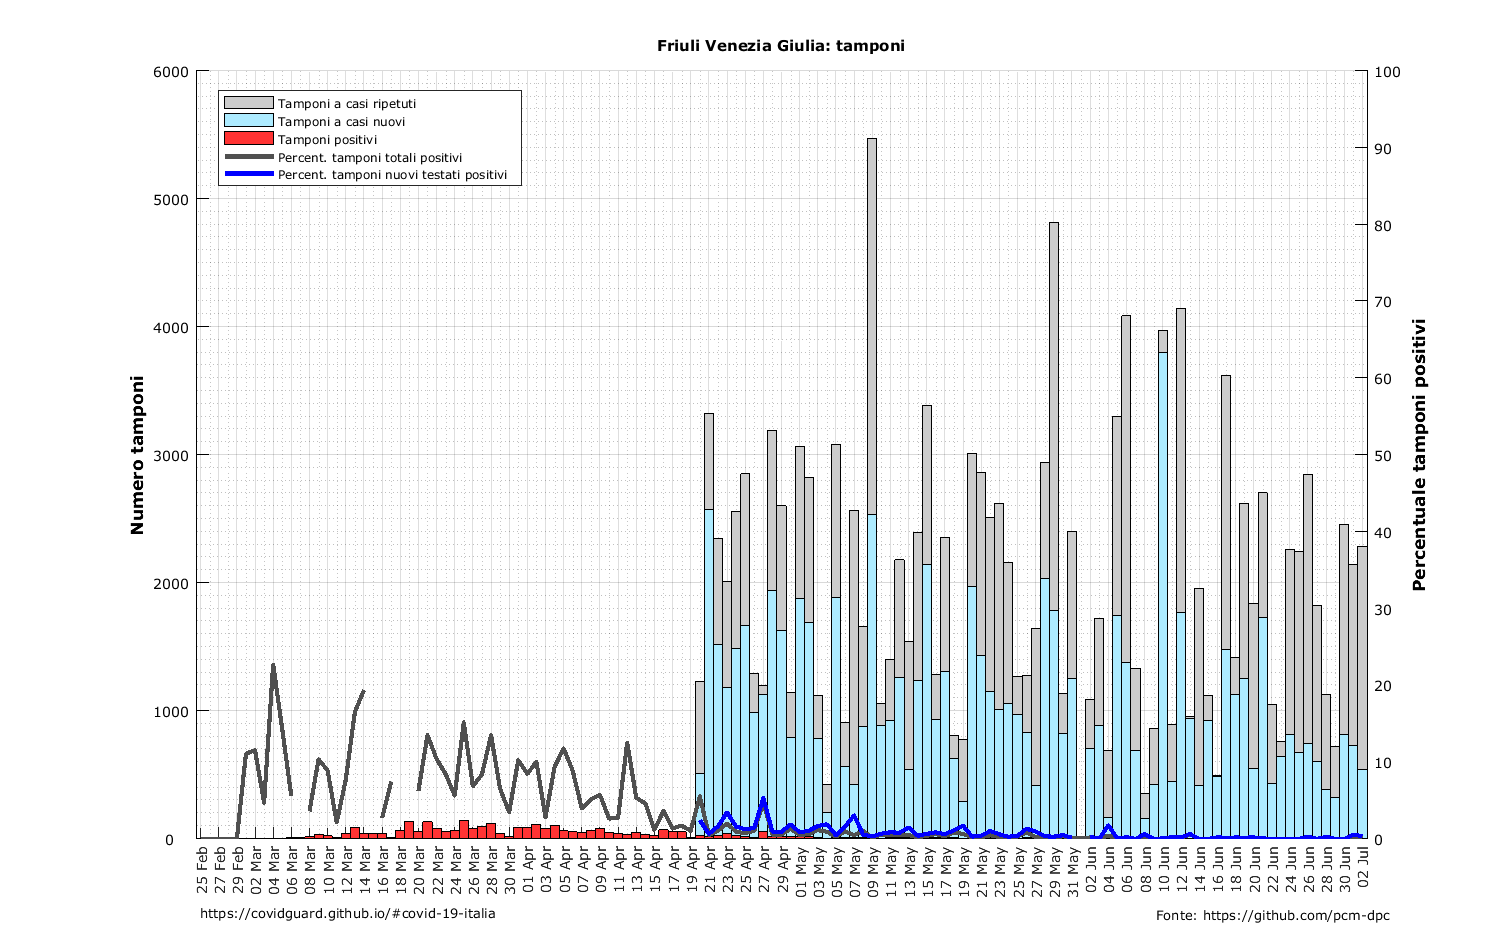 Friuli Venezia Giulia: tamponi
6000
5000
4000
3000
2000
1000
0
Numero tamponi
Tamponi a casi ripetuti
Tamponi a casi nuovi
Tamponi positivi
Percent. tamponi totali positivi
Percent. tamponi nuovi testati positivi
100
90
80
70
60
50
40
30
20
10
0
Percentuale tamponi positivi
25 Feb
27 Feb
29 Feb
02 Mar
04 Mar
06 Mar
08 Mar
10 Mar
12 Mar
14 Mar
16 Mar
18 Mar
20 Mar
22 Mar
24 Mar
26 Mar
28 Mar
30 Mar
01 Apr
03 Apr
05 Apr
07 Apr
09 Apr
11 Apr
13 Apr
15 Apr
17 Apr
19 Apr
21 Apr
23 Apr
25 Apr
27 Apr
29 Apr
01 May
03 May
05 May
07 May
09 May
11 May
13 May
15 May
17 May
19 May
21 May
23 May
25 May
27 May
29 May
31 May
02 Jun
04 Jun
06 Jun
08 Jun
10 Jun
12 Jun
14 Jun
16 Jun
18 Jun
20 Jun
22 Jun
24 Jun
26 Jun
28 Jun
30 Jun
02 Jul
https://covidguard.github.io/#covid-19-italia
Fonte: https://github.com/pcm-dpc